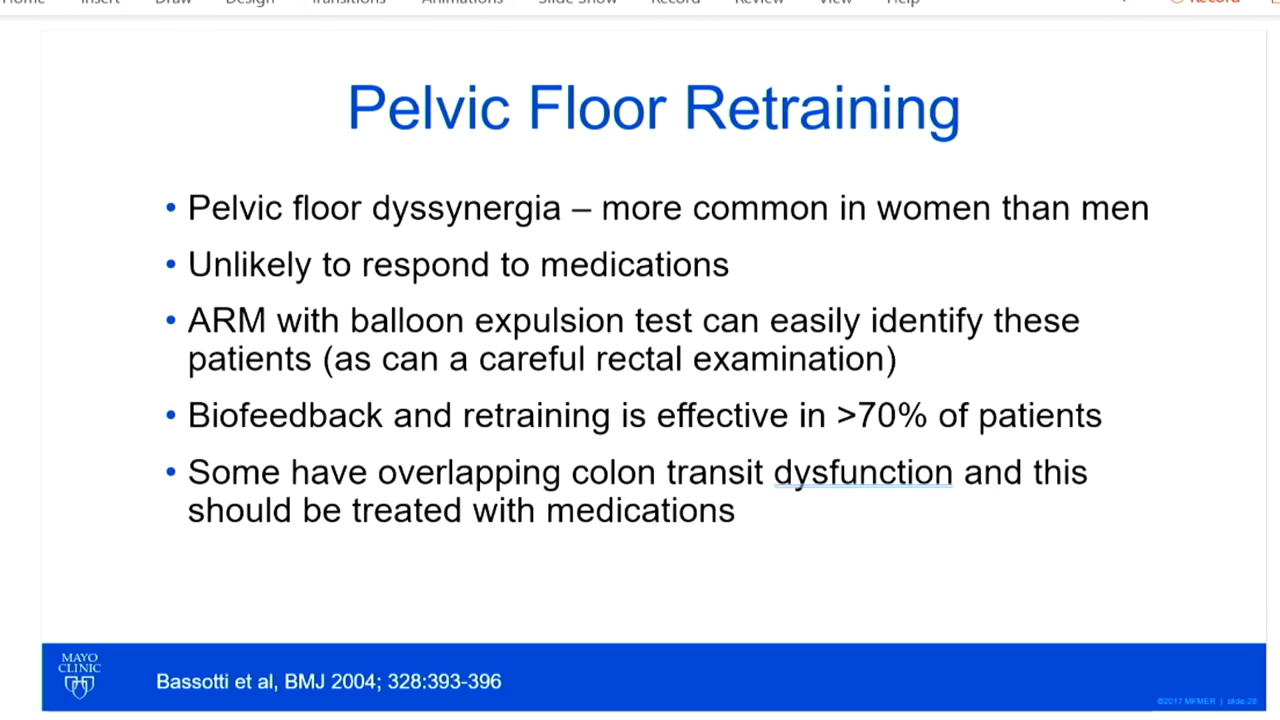 Home Insert Draw Design Transitions Animations Slide Show Record Review View Help Record
Pelvic Floor Retraining
• Pelvic floor dyssynergia – more common in women than men
• Unlikely to respond to medications
• ARM with balloon expulsion test can easily identify these
patients (as can a careful rectal examination)
• Biofeedback and retraining is effective in >70% of patients
• Some have overlapping colon transit dysfunction and this
should be treated with medications
MAYO
CLINIC
Bassotti et al, BMJ 2004; 328:393-396
©2017 MFMER | slide-28